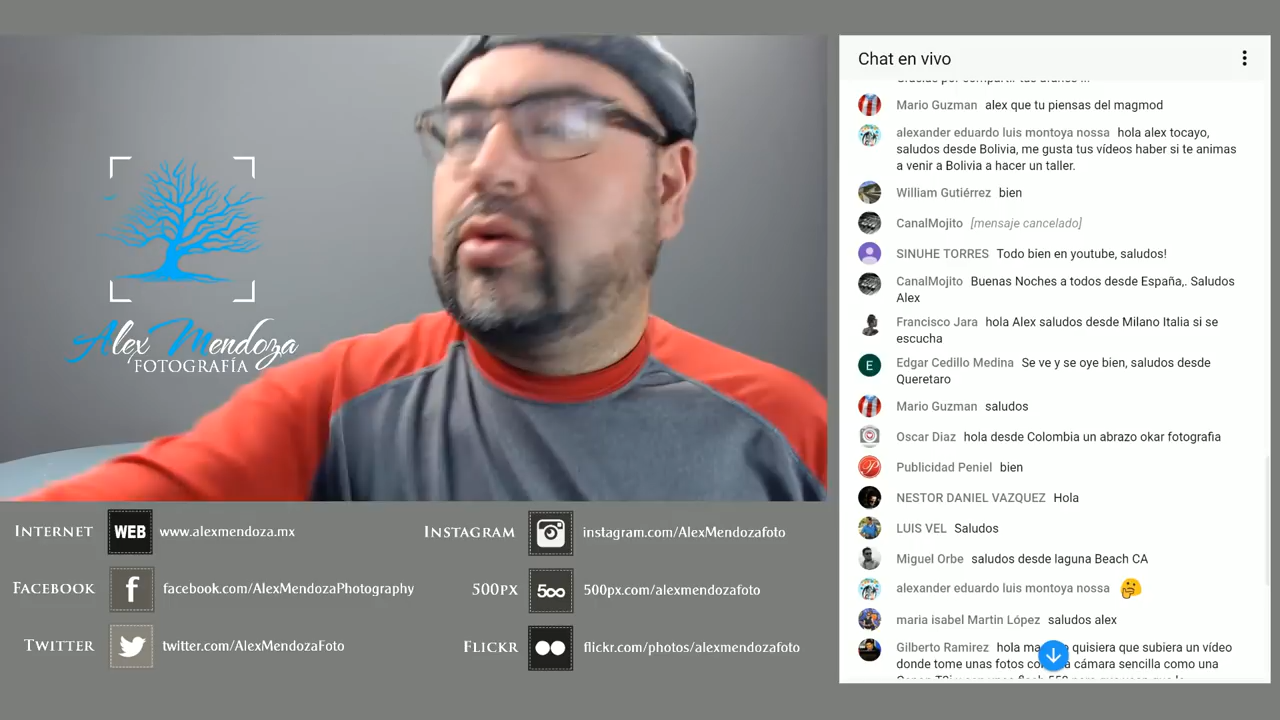 Alex Mendoza
FOTOGRAFÍA
INTERNET
WEB
www.alexmendoza.mx
FACEBOOK
f
facebook.com/AlexMendozaPhotography
TWITTER
twitter.com/AlexMendozaFoto
INSTAGRAM
instagram.com/AlexMendozafoto
500PX
500
500px.com/alexmendozafoto
FLICKR
flickr.com/photos/alexmendozafoto
Chat en vivo
Mario Guzman alex que tu piensas del magmod
alexander eduardo luis montoya nossa hola alex tocayo,
saludos desde Bolivia, me gusta tus vídeos haber si te animas
a venir a Bolivia a hacer un taller.
William Gutiérrez bien
CanalMojito [mensaje cancelado]
SINUHE TORRES Todo bien en youtube, saludos!
CanalMojito Buenas Noches a todos desde España,. Saludos
Alex
Francisco Jara hola Alex saludos desde Milano Italia si se
escucha
E
Edgar Cedillo Medina Se ve y se oye bien, saludos desde
Queretaro
Mario Guzman saludos
Oscar Diaz hola desde Colombia un abrazo okar fotografia
Publicidad Peniel bien
NESTOR DANIEL VAZQUEZ Hola
LUIS VEL Saludos
Miguel Orbe saludos desde laguna Beach CA
alexander eduardo luis montoya nossa 🤔
maria isabel Martin López saludos alex
Gilberto Ramirez hola quisiera que subiera un vídeo
donde tome unas fotos cámara sencilla como una